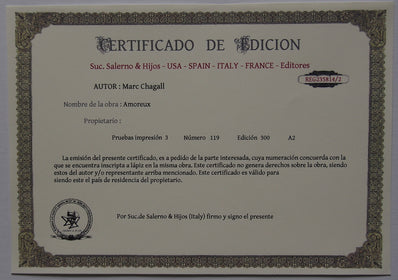 CERTIFICADO DE EDICION
Suc. Salerno & Hijos - USA - SPAIN - ITALY - FRANCE - Editores
REG235814/2
AUTOR : Marc Chagall
Nombre de la obra : Amoreux
Propietario :
Pruebas impresión 3 Número 119 Edición 300 A2
La emisión del presente certificado, es a pedido de la parte interesada, cuya numeración concuerda con la
que se encuentra inscripta a lápiz en la misma obra. Este certificado no genera derechos sobre la obra, siendo
estos del autor y/o representante arriba mencionado. Este certificado es válido para
siendo este el país de residencia del propietario.
Por Suc.de Salerno & Hijos (Italy) firmo y signo el presente